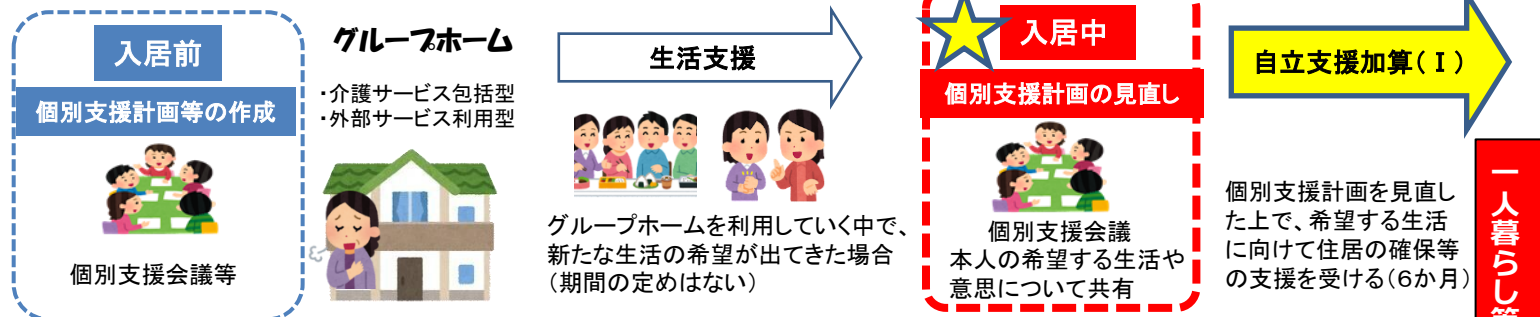 入居前
個別支援計画等の作成
個別支援会議等
グループホーム
・介護サービス包括型
・外部サービス利用型
生活支援
グループホームを利用していく中で、
新たな生活の希望が出てきた場合
（期間の定めはない）
入居中
個別支援計画の見直し
個別支援会議
本人の希望する生活や
意思について共有
自立支援加算（Ⅰ）
個別支援計画を見直し
た上で、希望する生活
に向けて住居の確保等
の支援を受ける（６か月）
一人暮らし等